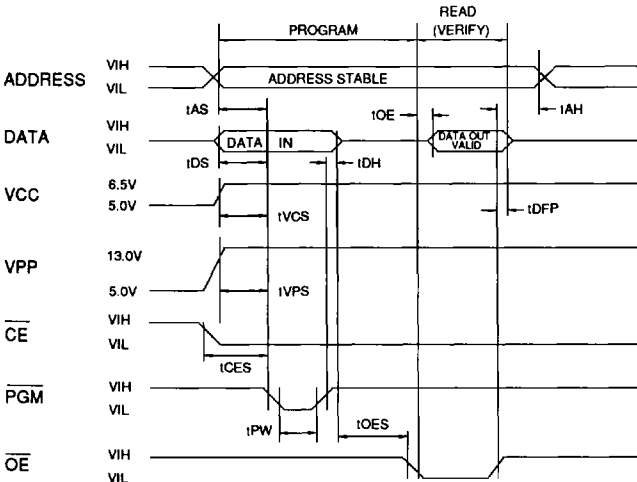 READ
PROGRAM (VERIFY)
ADDRESS VIH VIL ADDRESS STABLE
tAS tOE tAH
DATA VIH VIL DATA IN DATA OUT VALID
tDS tDH
VCC 6.5V 5.0V
tVCS tDFP
VPP 13.0V 5.0V
tVPS
CE VIH VIL
tCES
PGM VIH VIL
tPW tOES
OE VIH VIL